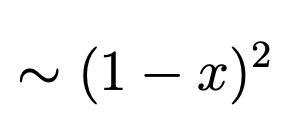 ∼ (1 − x)²